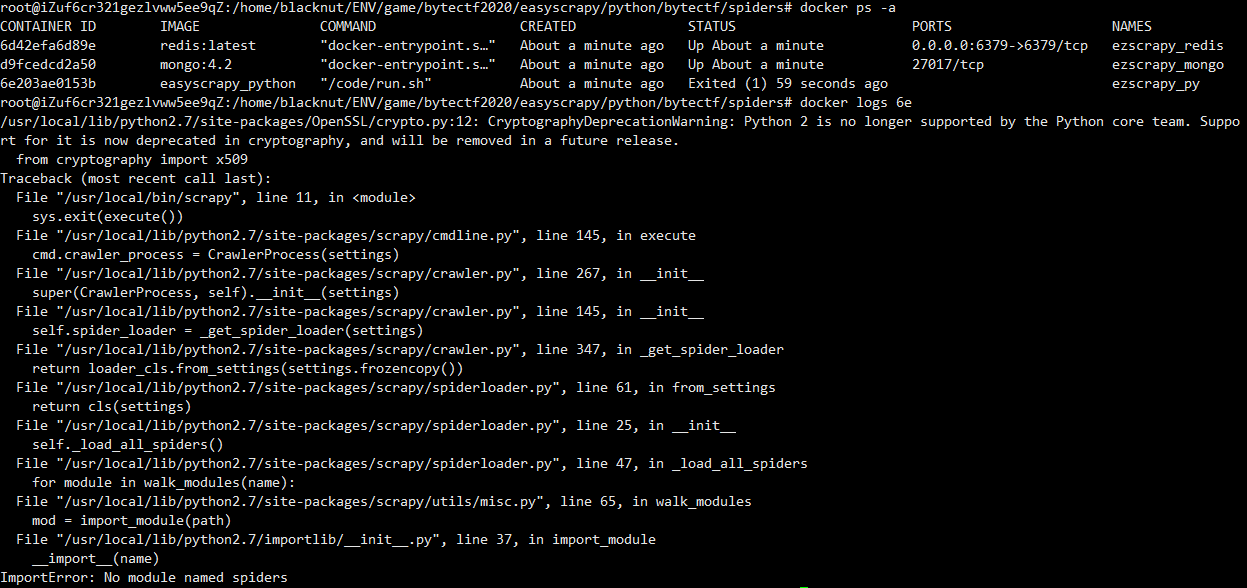 root@iZuf6cr321gezlvww5ee9qZ:/home/blacknut/ENV/game/bytectf2020/easyscrapy/python/bytectf/spiders# docker ps -a
CONTAINER ID        IMAGE               COMMAND                  CREATED              STATUS                      PORTS                    NAMES
6d42efa6d89e        redis:latest        "docker-entrypoint.s…"   About a minute ago   Up About a minute           0.0.0.0:6379->6379/tcp   ezscrapy_redis
d9fcedcd2a50        mongo:4.2           "docker-entrypoint.s…"   About a minute ago   Up About a minute           27017/tcp                ezscrapy_mongo
6e203ae0153b        easyscrapy_python   "/code/run.sh"           About a minute ago   Exited (1) 59 seconds ago                            ezscrapy_py
root@iZuf6cr321gezlvww5ee9qZ:/home/blacknut/ENV/game/bytectf2020/easyscrapy/python/bytectf/spiders# docker logs 6e
/usr/local/lib/python2.7/site-packages/OpenSSL/crypto.py:12: CryptographyDeprecationWarning: Python 2 is no longer supported by the Python core team. Suppo
rt for it is now deprecated in cryptography, and will be removed in a future release.
  from cryptography import x509
Traceback (most recent call last):
  File "/usr/local/bin/scrapy", line 11, in <module>
    sys.exit(execute())
  File "/usr/local/lib/python2.7/site-packages/scrapy/cmdline.py", line 145, in execute
    cmd.crawler_process = CrawlerProcess(settings)
  File "/usr/local/lib/python2.7/site-packages/scrapy/crawler.py", line 267, in __init__
    super(CrawlerProcess, self).__init__(settings)
  File "/usr/local/lib/python2.7/site-packages/scrapy/crawler.py", line 145, in __init__
    self.spider_loader = _get_spider_loader(settings)
  File "/usr/local/lib/python2.7/site-packages/scrapy/crawler.py", line 347, in _get_spider_loader
    return loader_cls.from_settings(settings.frozencopy())
  File "/usr/local/lib/python2.7/site-packages/scrapy/spiderloader.py", line 61, in from_settings
    return cls(settings)
  File "/usr/local/lib/python2.7/site-packages/scrapy/spiderloader.py", line 25, in __init__
    self._load_all_spiders()
  File "/usr/local/lib/python2.7/site-packages/scrapy/spiderloader.py", line 47, in _load_all_spiders
    for module in walk_modules(name):
  File "/usr/local/lib/python2.7/site-packages/scrapy/utils/misc.py", line 65, in walk_modules
    mod = import_module(path)
  File "/usr/local/lib/python2.7/importlib/__init__.py", line 37, in import_module
    __import__(name)
ImportError: No module named spiders